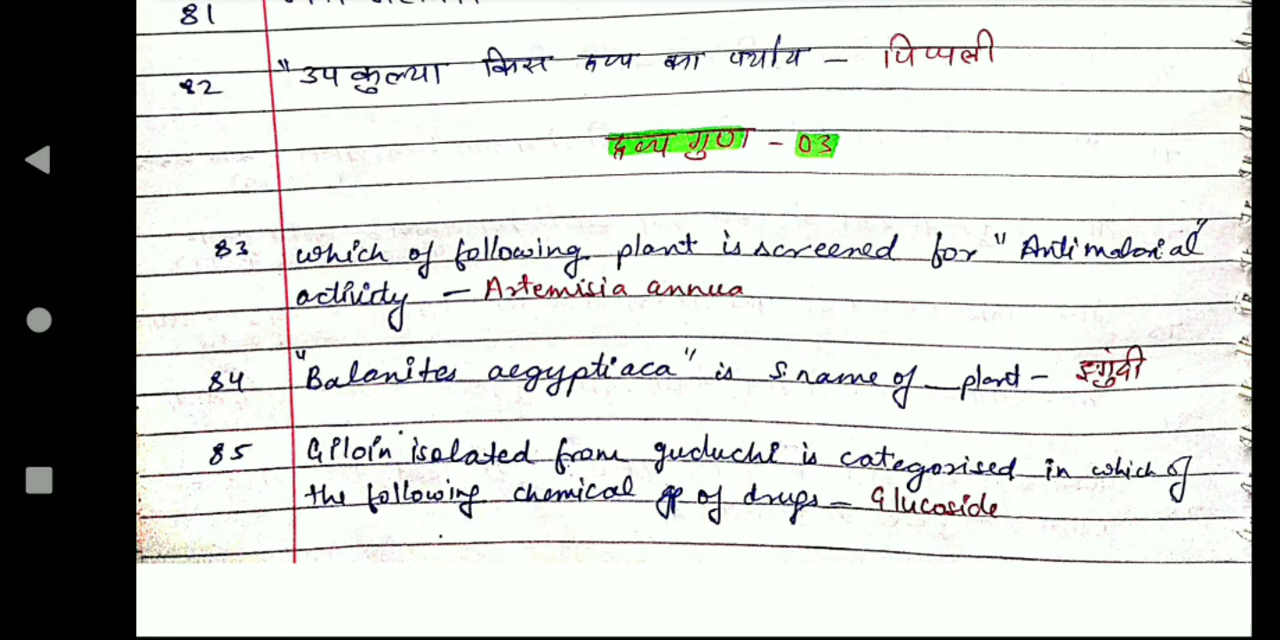 81
82 "उपकुल्या किस द्रव्य का पर्याय - पिप्पली
द्रव्य गुण - 03
83 which of following plant is screened for "Antimalarial"
activity - Artemisia annua
84 "Balanites aegyptiaca" is s name of plant - इंगुदी
85 Giloin isolated from guduchi is categorised in which of
the following chemical gp of drugs - Glucoside